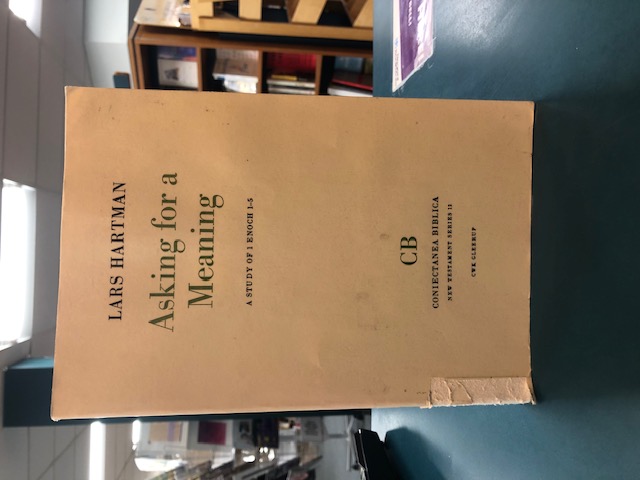 LARS HARTMAN
Asking for a
Meaning
A STUDY OF 1 ENOCH 1-5
CB
CONIECTANEA BIBLICA
NEW TESTAMENT SERIES 12
CWK GLEERUP